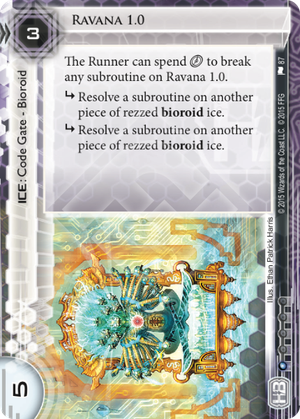 3
Ravana 1.0
The Runner can spend to break
any subroutine on Ravana 1.0.
Resolve a subroutine on another
piece of rezzed bioroid ice.
Resolve a subroutine on another
piece of rezzed bioroid ice.
ICE: Code Gate - Bioroid
5
Illus. Ethan Patrick Harris
© 2015 Wizards of the Coast LLC. © 2015 FFG
87
HB